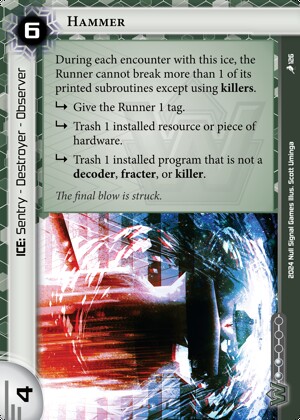 6
HAMMER
During each encounter with this ice, the
Runner cannot break more than 1 of its
printed subroutines except using killers.
Give the Runner 1 tag.
Trash 1 installed resource or piece of
hardware.
Trash 1 installed program that is not a
decoder, fracter, or killer.
The final blow is struck.
ICE: Sentry - Destroyer - Observer
126
2024 Null Signal Games Illus. Scott Uminga
4